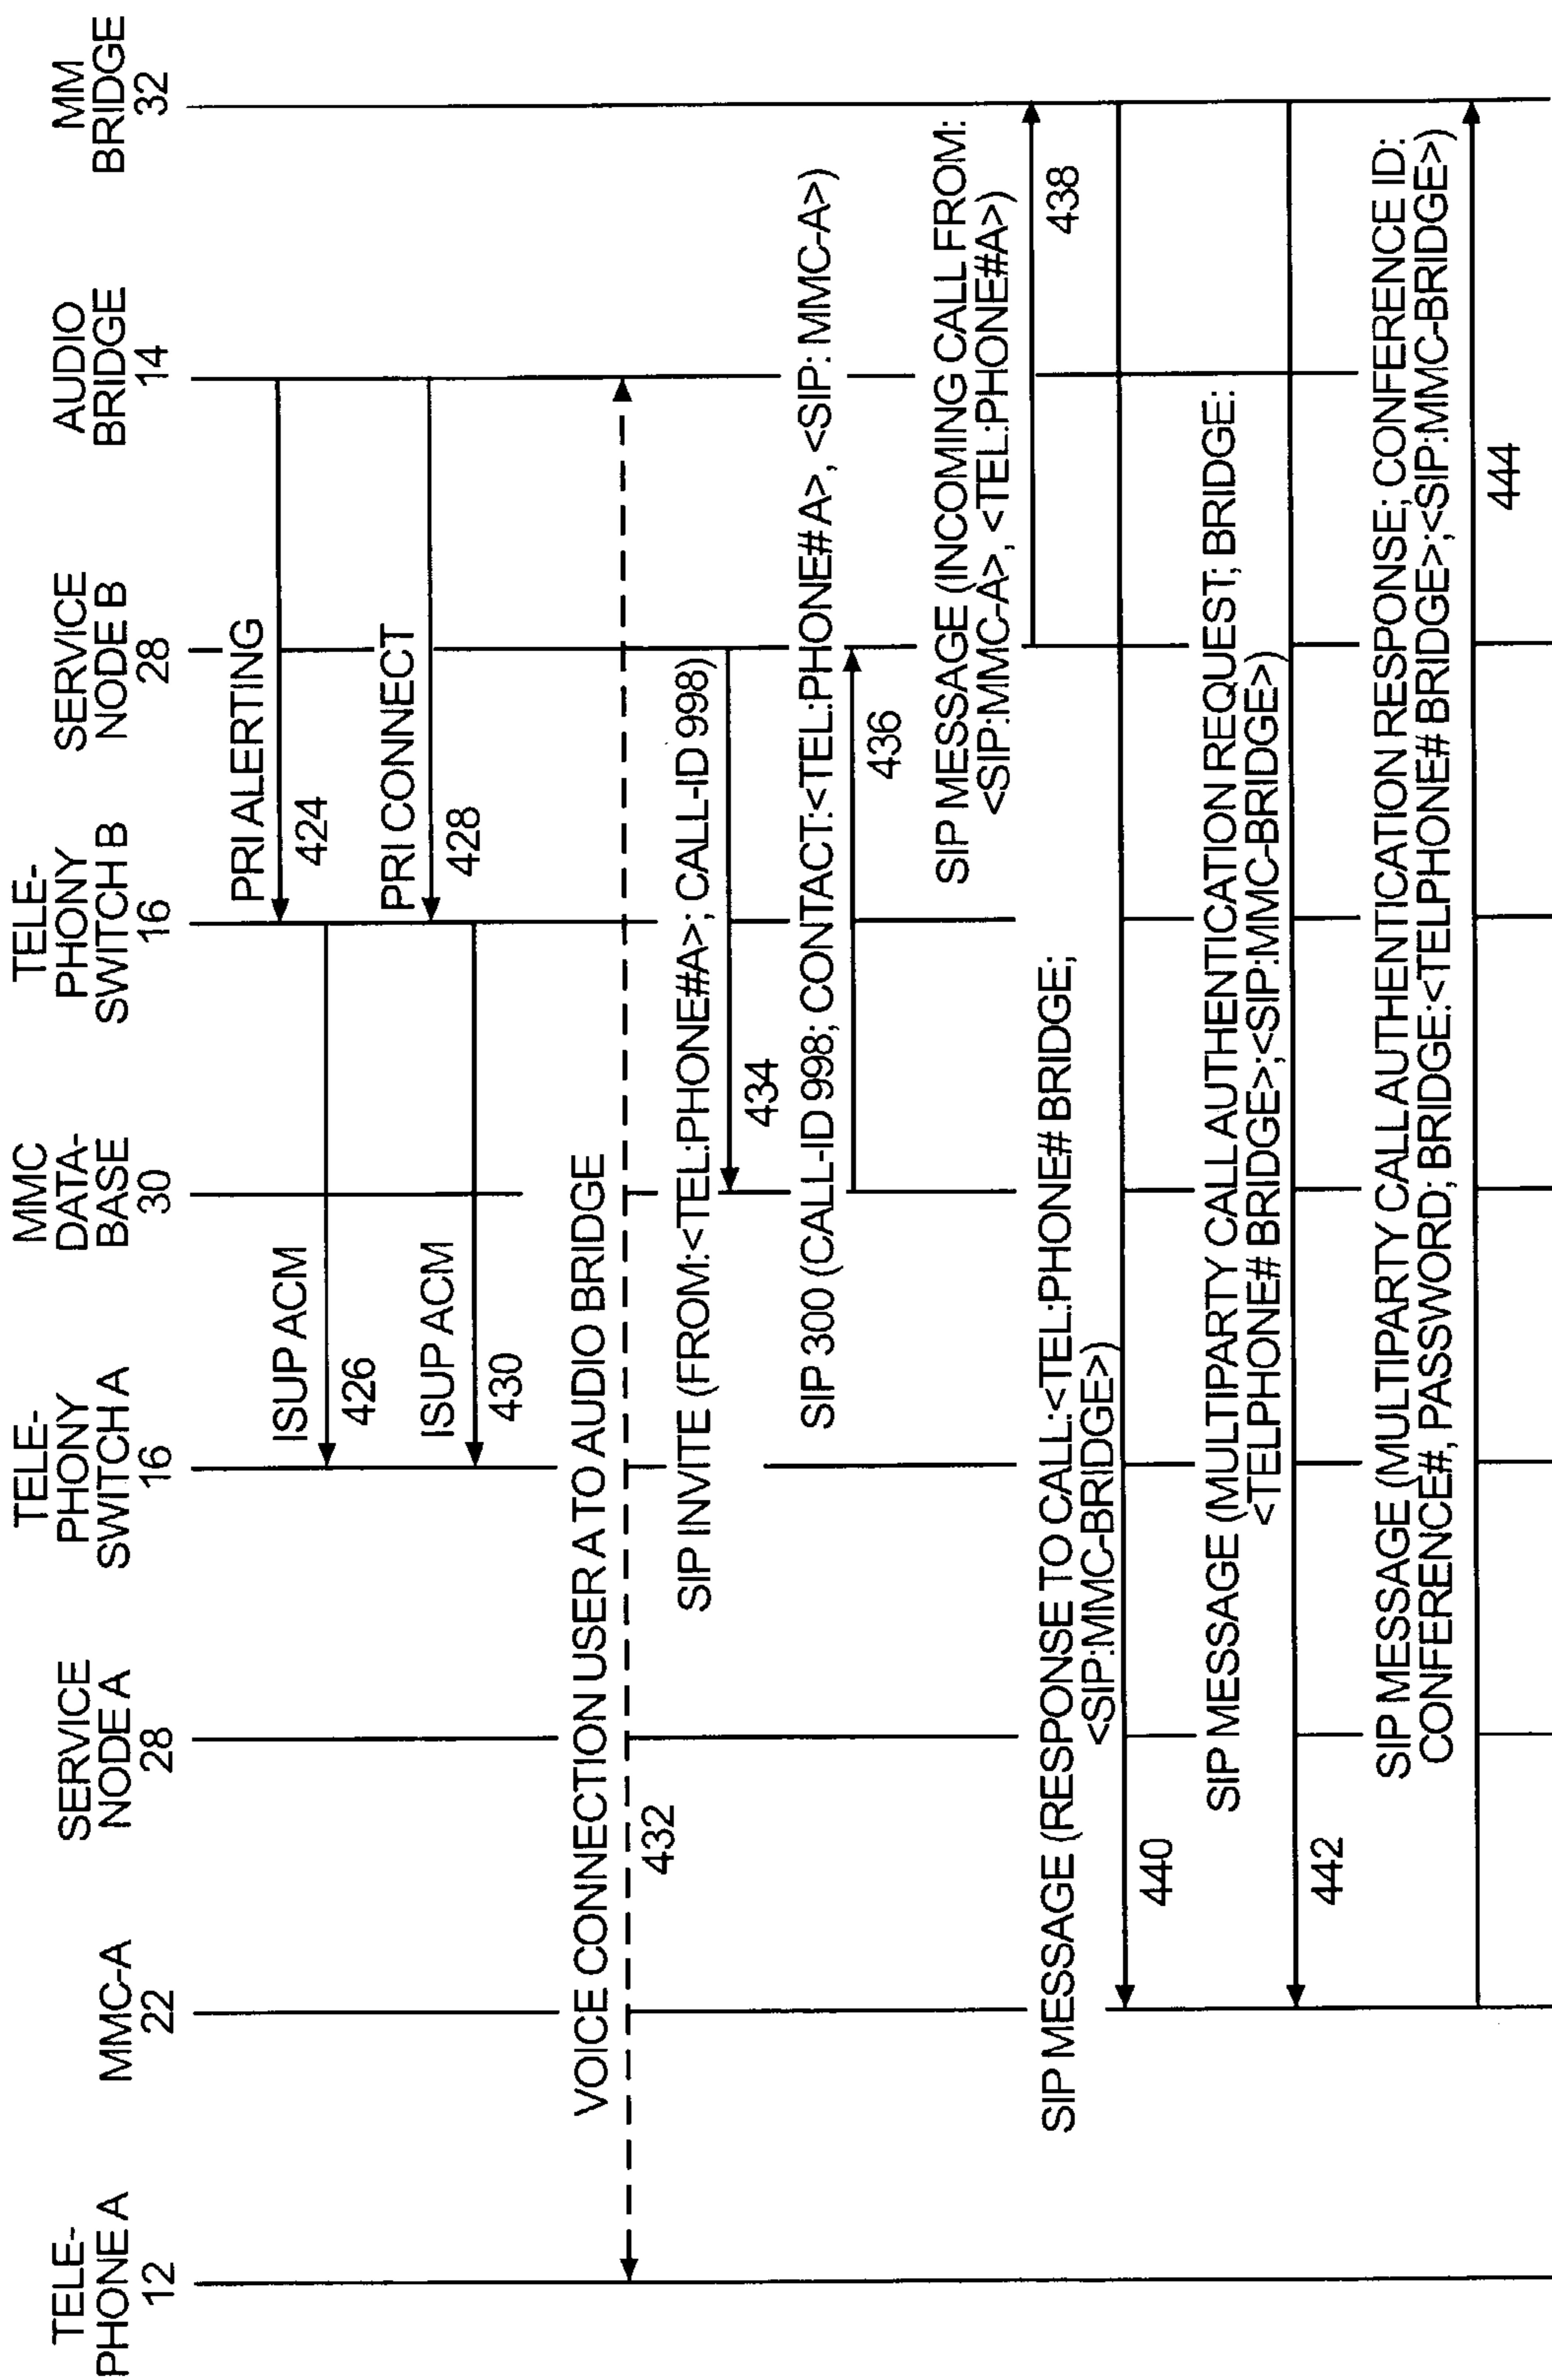 TELE-
PHONE A
12
MMC-A
22
SERVICE
NODE A
28
TELE-
PHONY
SWITCH A
16
MMC
DATA-
BASE
30
TELE-
PHONY
SWITCH B
16
SERVICE
NODE B
28
AUDIO
BRIDGE
14
MM
BRIDGE
32
PRI ALERTING
424
ISUP ACM
426
PRI CONNECT
428
ISUP ACM
430
VOICE CONNECTION USER A TO AUDIO BRIDGE
432
SIP INVITE (FROM:<TEL:PHONE#A>; CALL-ID 998)
434
SIP 300 (CALL-ID 998; CONTACT:<TEL:PHONE#A>, <SIP: MMC-A>)
436
SIP MESSAGE (INCOMING CALL FROM:
<SIP:MMC-A>, <TEL:PHONE#A>)
438
SIP MESSAGE (RESPONSE TO CALL:<TEL:PHONE# BRIDGE;
<SIP:MMC-BRIDGE>)
440
SIP MESSAGE (MULTIPARTY CALL AUTHENTICATION REQUEST; BRIDGE:
<TELPHONE# BRIDGE>;<SIP:MMC-BRIDGE>)
442
SIP MESSAGE (MULTIPARTY CALL AUTHENTICATION RESPONSE; CONFERENCE ID:
CONFERENCE#, PASSWORD; BRIDGE:<TELPHONE# BRIDGE>;<SIP:MMC-BRIDGE>)
444